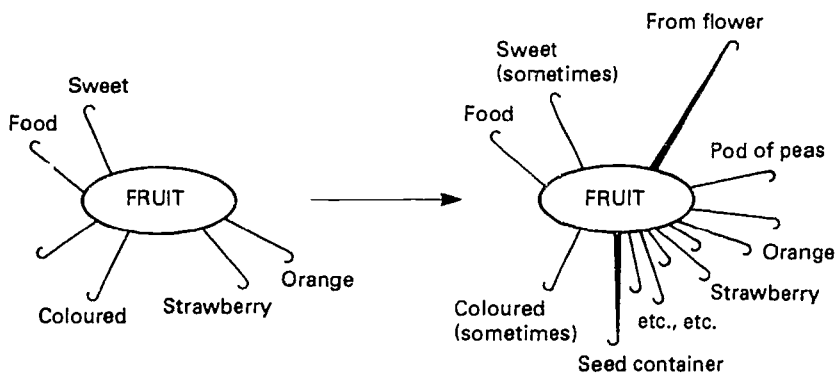 Sweet
Food
FRUIT
Coloured
Strawberry
Orange
From flower
Sweet
(sometimes)
Food
Pod of peas
FRUIT
Orange
Strawberry
Coloured
(sometimes)
etc., etc.
Seed container